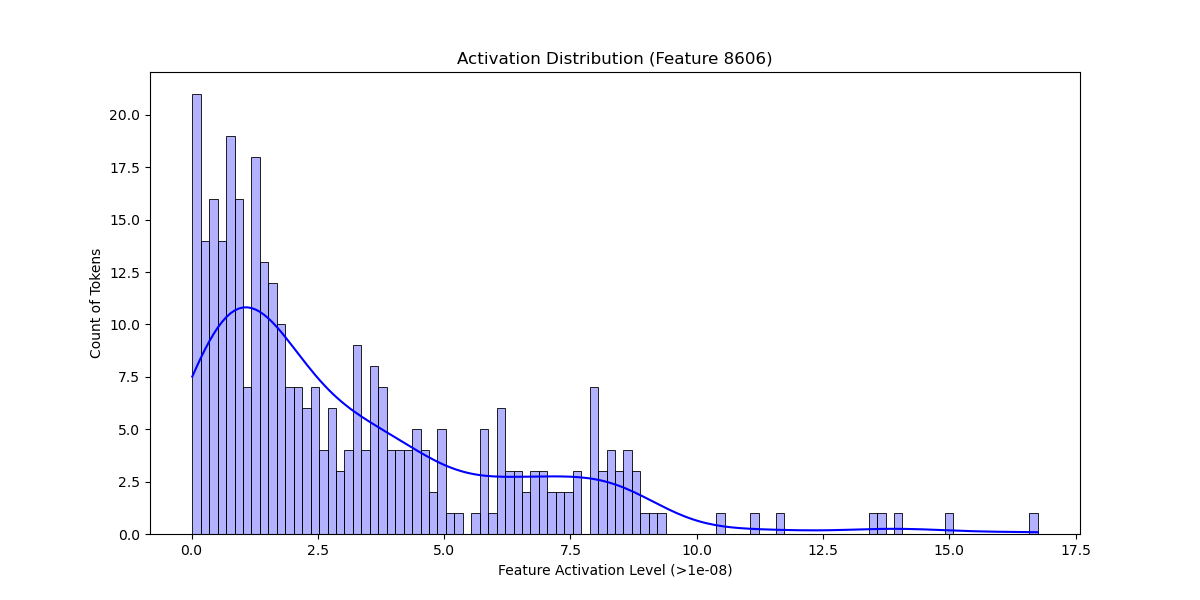 Activation Distribution (Feature 8606)
Count of Tokens
20.0
17.5
15.0
12.5
10.0
7.5
5.0
2.5
0.0
0.0 2.5 5.0 7.5 10.0 12.5 15.0 17.5
Feature Activation Level (>1e-08)